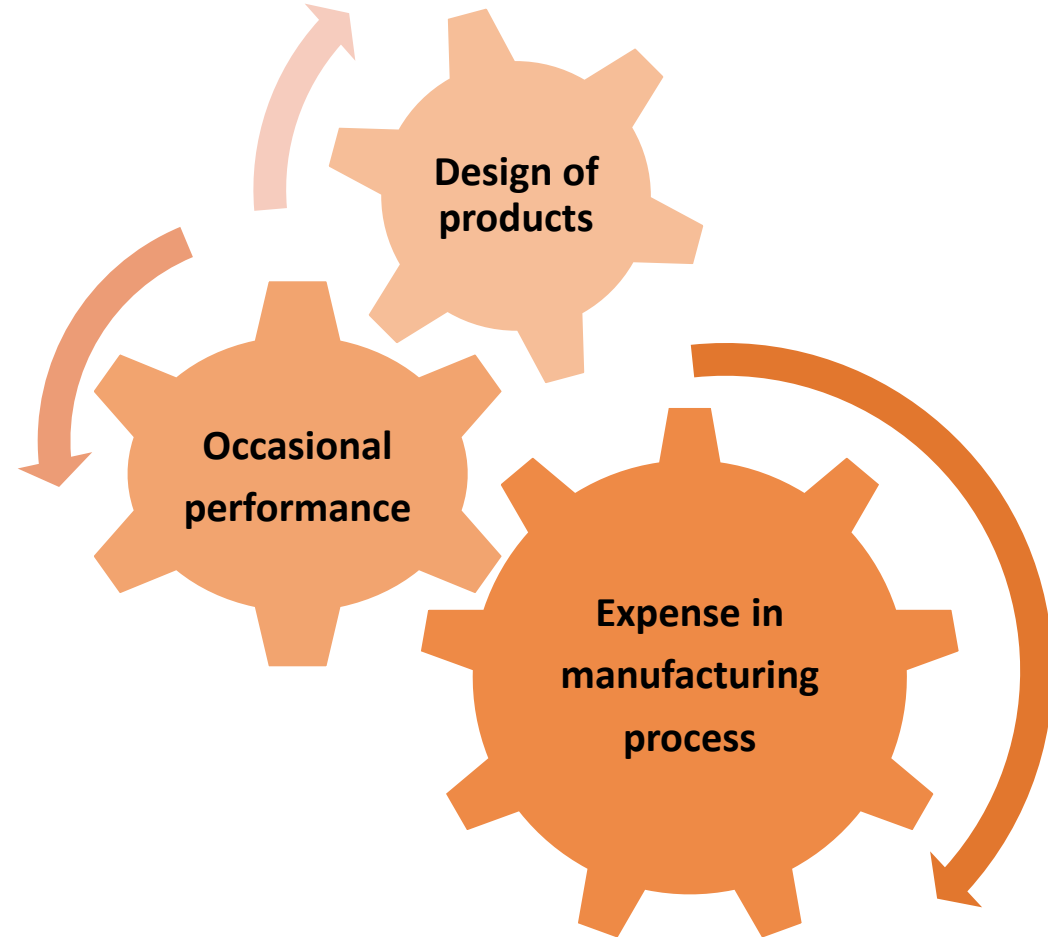 Design of
products
Occasional
performance
Expense in
manufacturing
process